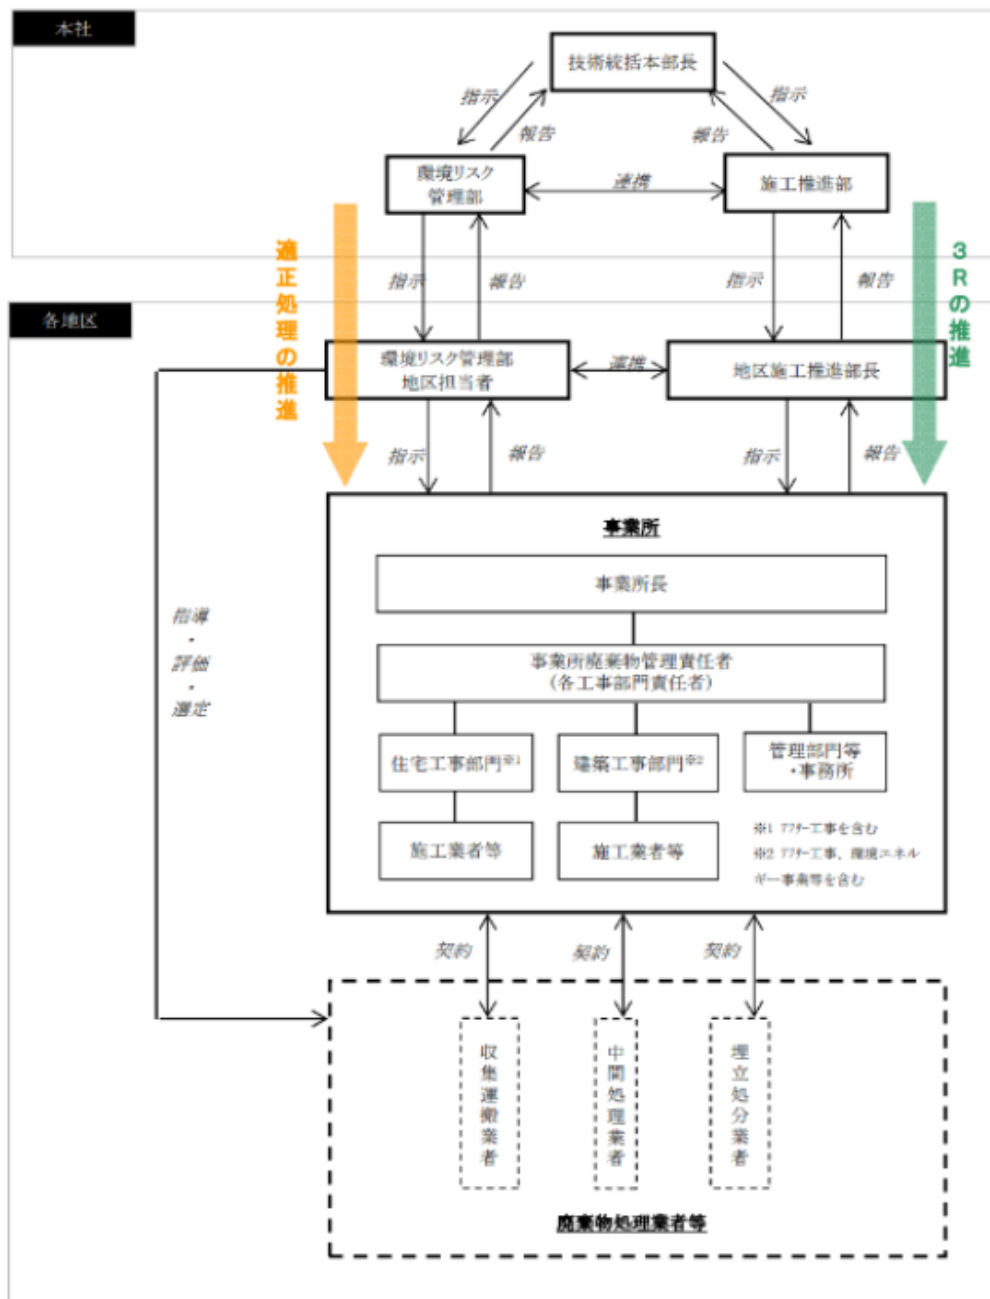 本社
技術統括本部長
指示
指示
報告
報告
環境リスク
管理部
連携
施工推進部
適正処理の推進
3Rの推進
指示
報告
指示
報告
各地区
環境リスク管理部
地区担当者
連携
地区施工推進部長
指示
報告
指示
報告
事業所
事業所長
指導
・
評価
・
選定
事業所廃棄物管理責任者
(各工事部門責任者)
住宅工事部門※1
建築工事部門※2
管理部門等
・事務所
施工業者等
施工業者等
※1 アフター工事を含む
※2 アフター工事、環境エネル
ギー事業等を含む
契約
契約
契約
収集運搬業者
中間処理業者
埋立処分業者
廃棄物処理業者等